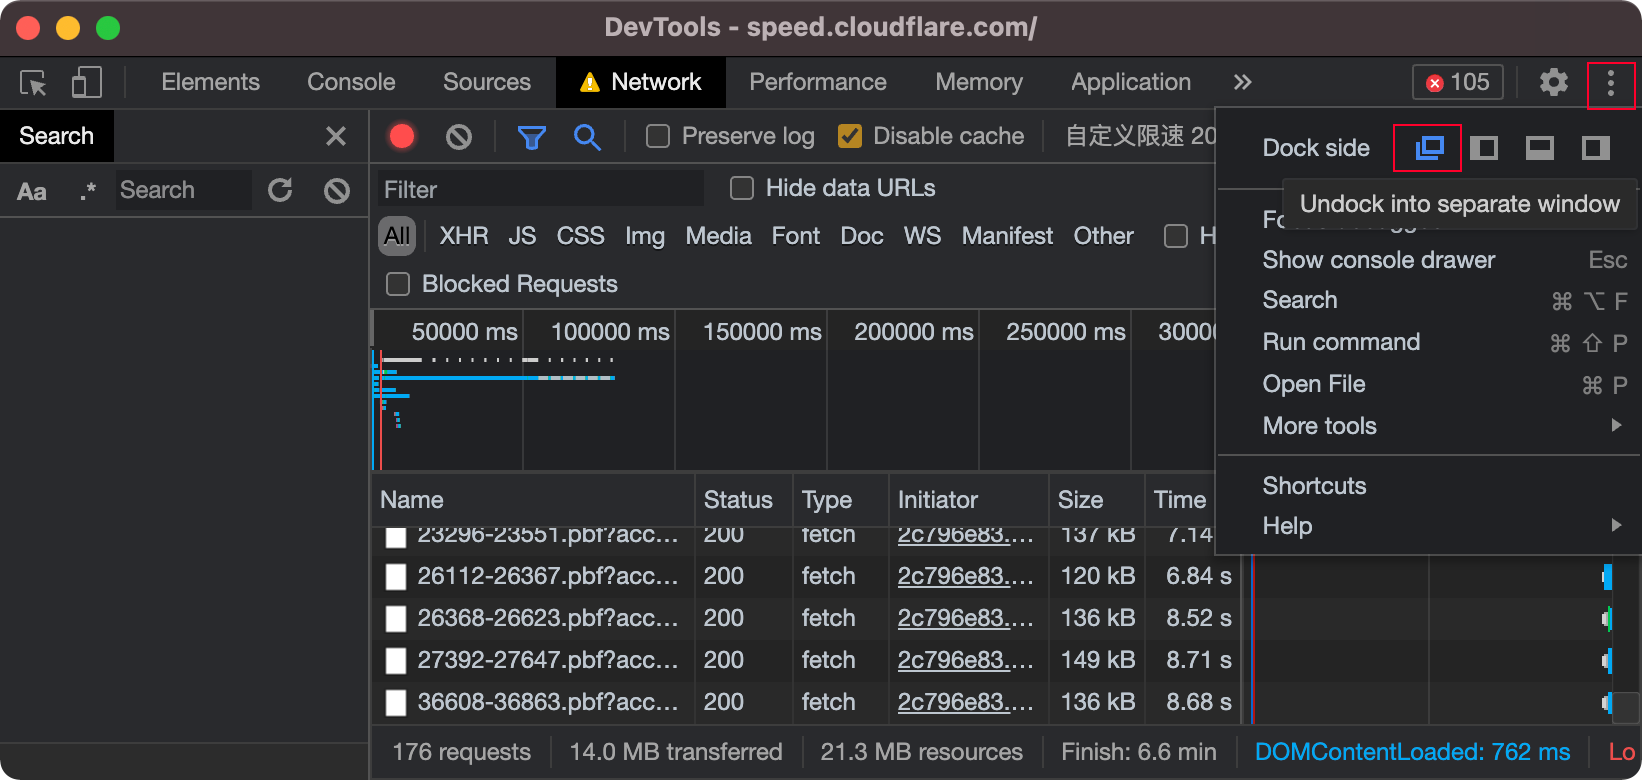 DevTools - speed.cloudflare.com/
Elements Console Sources Network Performance Memory Application 105
Search Preserve log Disable cache 自定义限速 20 Dock side
Aa .* Search Filter Hide data URLs Undock into separate window
All XHR JS CSS Img Media Font Doc WS Manifest Other H
Show console drawer Esc
Blocked Requests Search ⌘ ⌥ F
50000 ms 100000 ms 150000 ms 200000 ms 250000 ms 3000
Run command ⌘ ⇧ P
Open File ⌘ P
More tools
Name Status Type Initiator Size Time Shortcuts
23296-23551.pbf?acc... 200 fetch 2c796e83.... 137 kB 7.14 Help
26112-26367.pbf?acc... 200 fetch 2c796e83.... 120 kB 6.84 s
26368-26623.pbf?acc... 200 fetch 2c796e83.... 136 kB 8.52 s
27392-27647.pbf?acc... 200 fetch 2c796e83.... 149 kB 8.71 s
36608-36863.pbf?acc... 200 fetch 2c796e83.... 136 kB 8.68 s
176 requests 14.0 MB transferred 21.3 MB resources Finish: 6.6 min DOMContentLoaded: 762 ms Lo